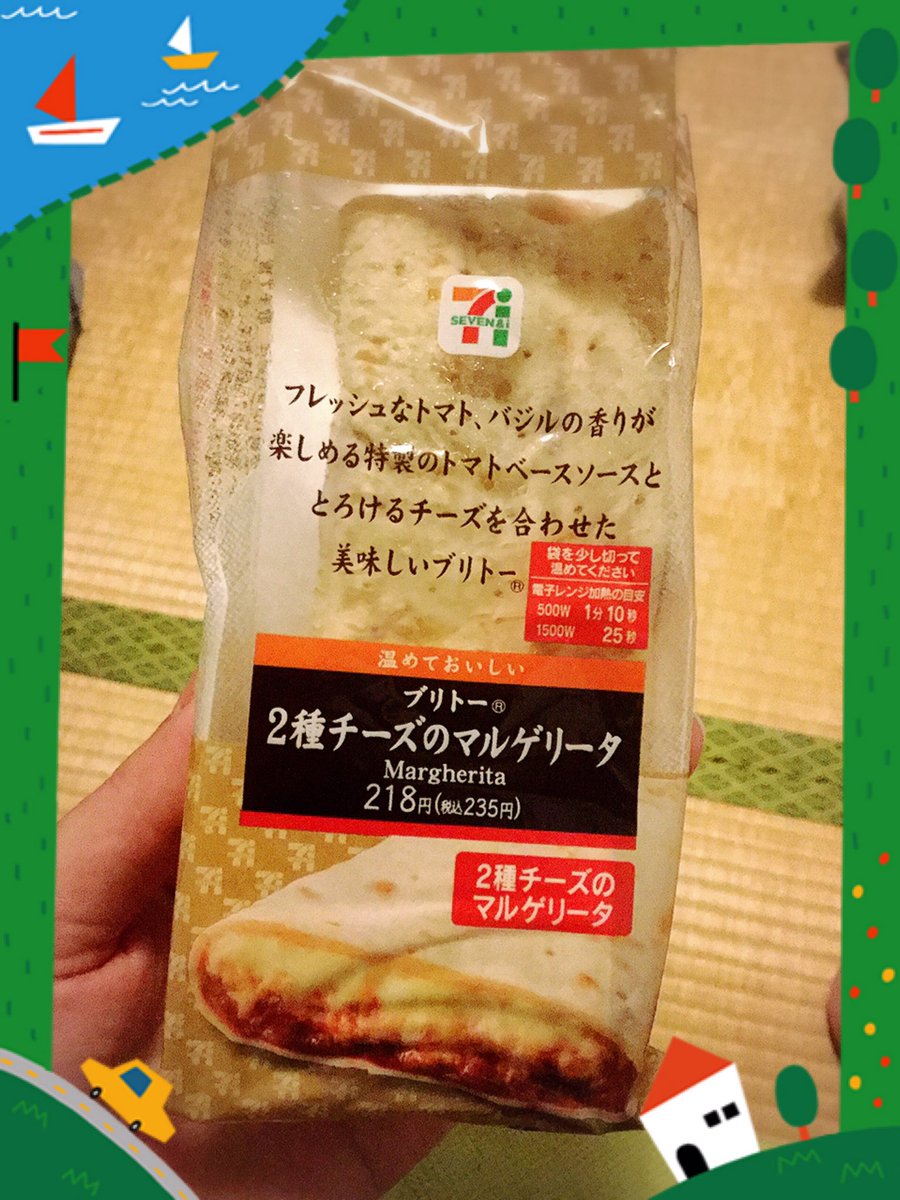 SEVEN&i
フレッシュなトマト、バジルの香りが
楽しめる特製のトマトベースソースと
とろけるチーズを合わせた
美味しいブリトー®
袋を少し切って
温めてください
電子レンジ加熱の目安
500W 1分10秒
1500W 25秒
温めておいしい
ブリトー®
2種チーズのマルゲリータ
Margherita
218円(税込235円)
2種チーズの
マルゲリータ